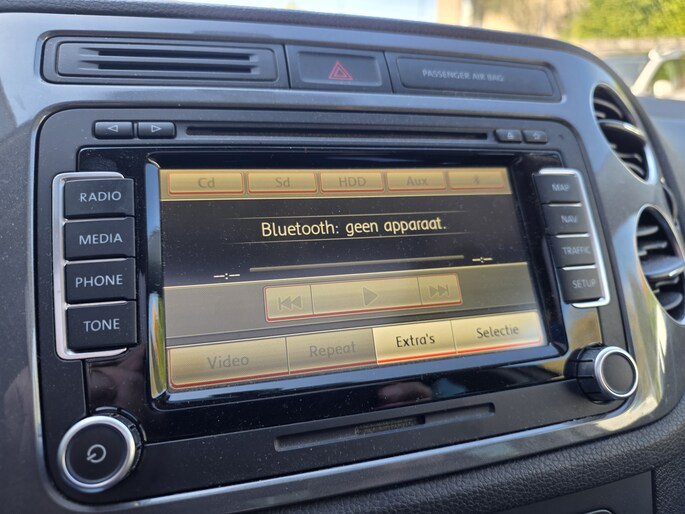 PASSENGER AIR BAG
RADIO
MEDIA
PHONE
TONE
Cd
Sd
HDD
Aux
Bluetooth: geen apparaat.
--:--
--:--
Video
Repeat
Extra's
Selectie
MAP
NAV
TRAFFIC
SETUP